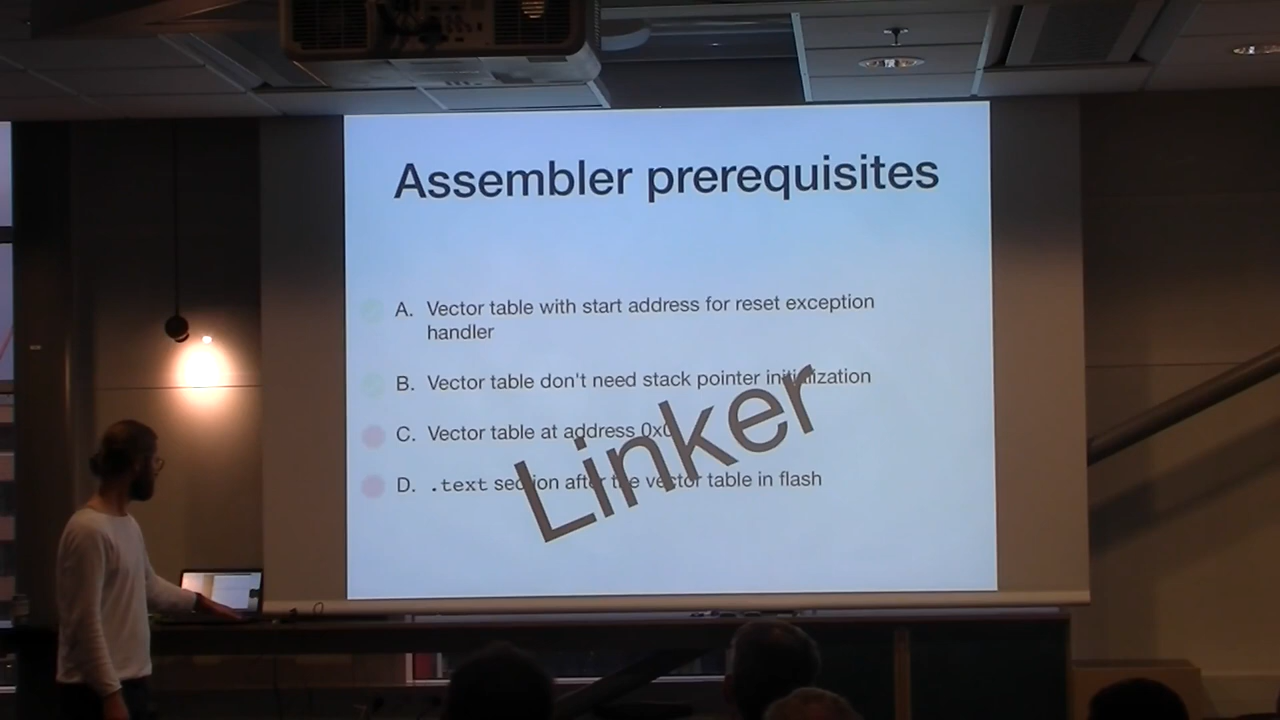 Assembler prerequisites
A. Vector table with start address for reset exception
handler
B. Vector table don't need stack pointer initialization
C. Vector table at address 0x0
D. .text section after the vector table in flash
Linker